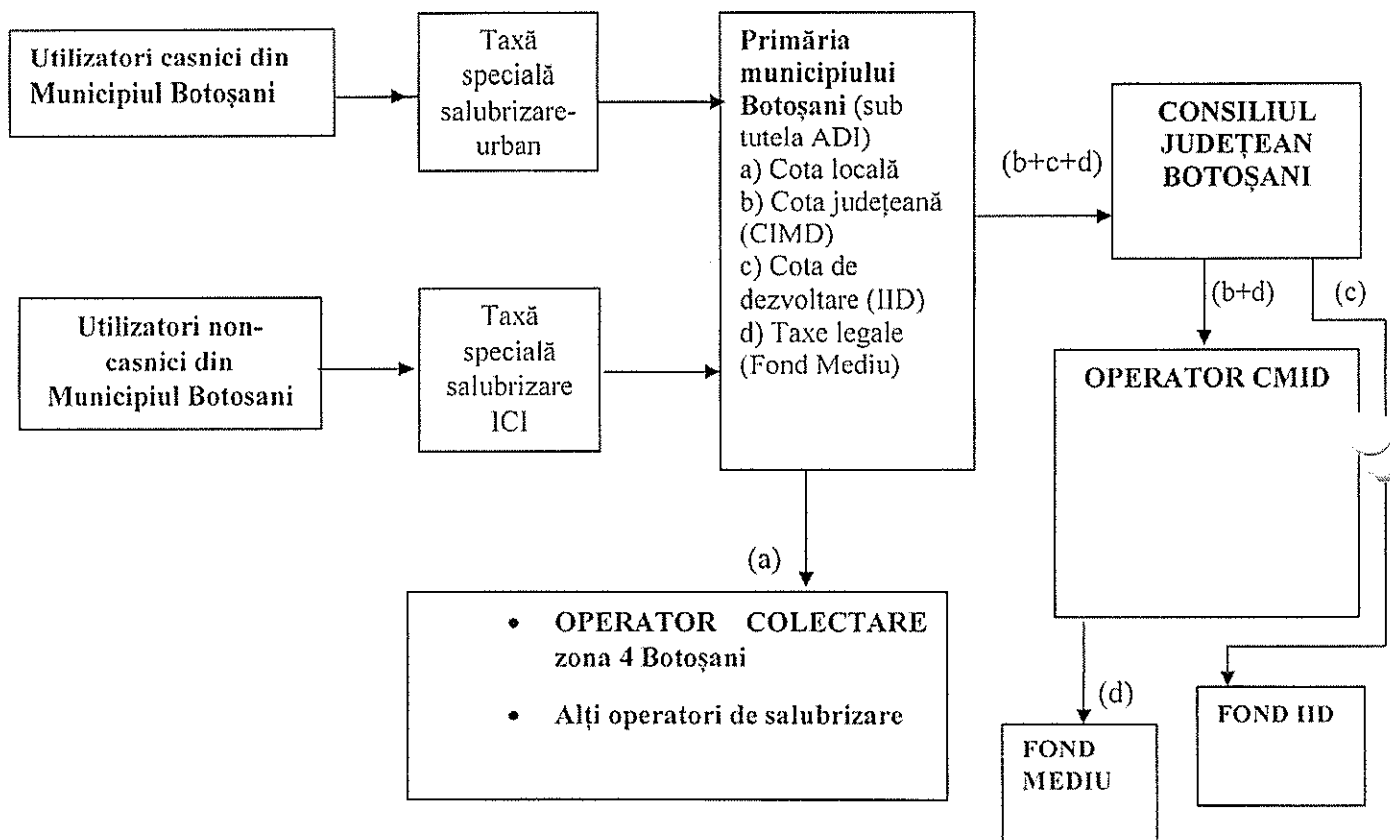 Utilizatori casnici din
Municipiul Botoșani
Taxă
specială
salubrizare-
urban
Primăria
municipiului
Botoșani (sub
tutela ADI)
a) Cota locală
b) Cota județeană
(CIMD)
c) Cota de
dezvoltare (IID)
d) Taxe legale
(Fond Mediu)
(b+c+d)
CONSILIUL
JUDEȚEAN
BOTOȘANI
Utilizatori non-
casnici din
Municipiul Botosani
Taxă
specială
salubrizare
ICI
(b+d)
(c)
OPERATOR CMID
(a)
• OPERATOR COLECTARE
zona 4 Botoșani
• Alți operatori de salubrizare
(d)
FOND
MEDIU
FOND IID